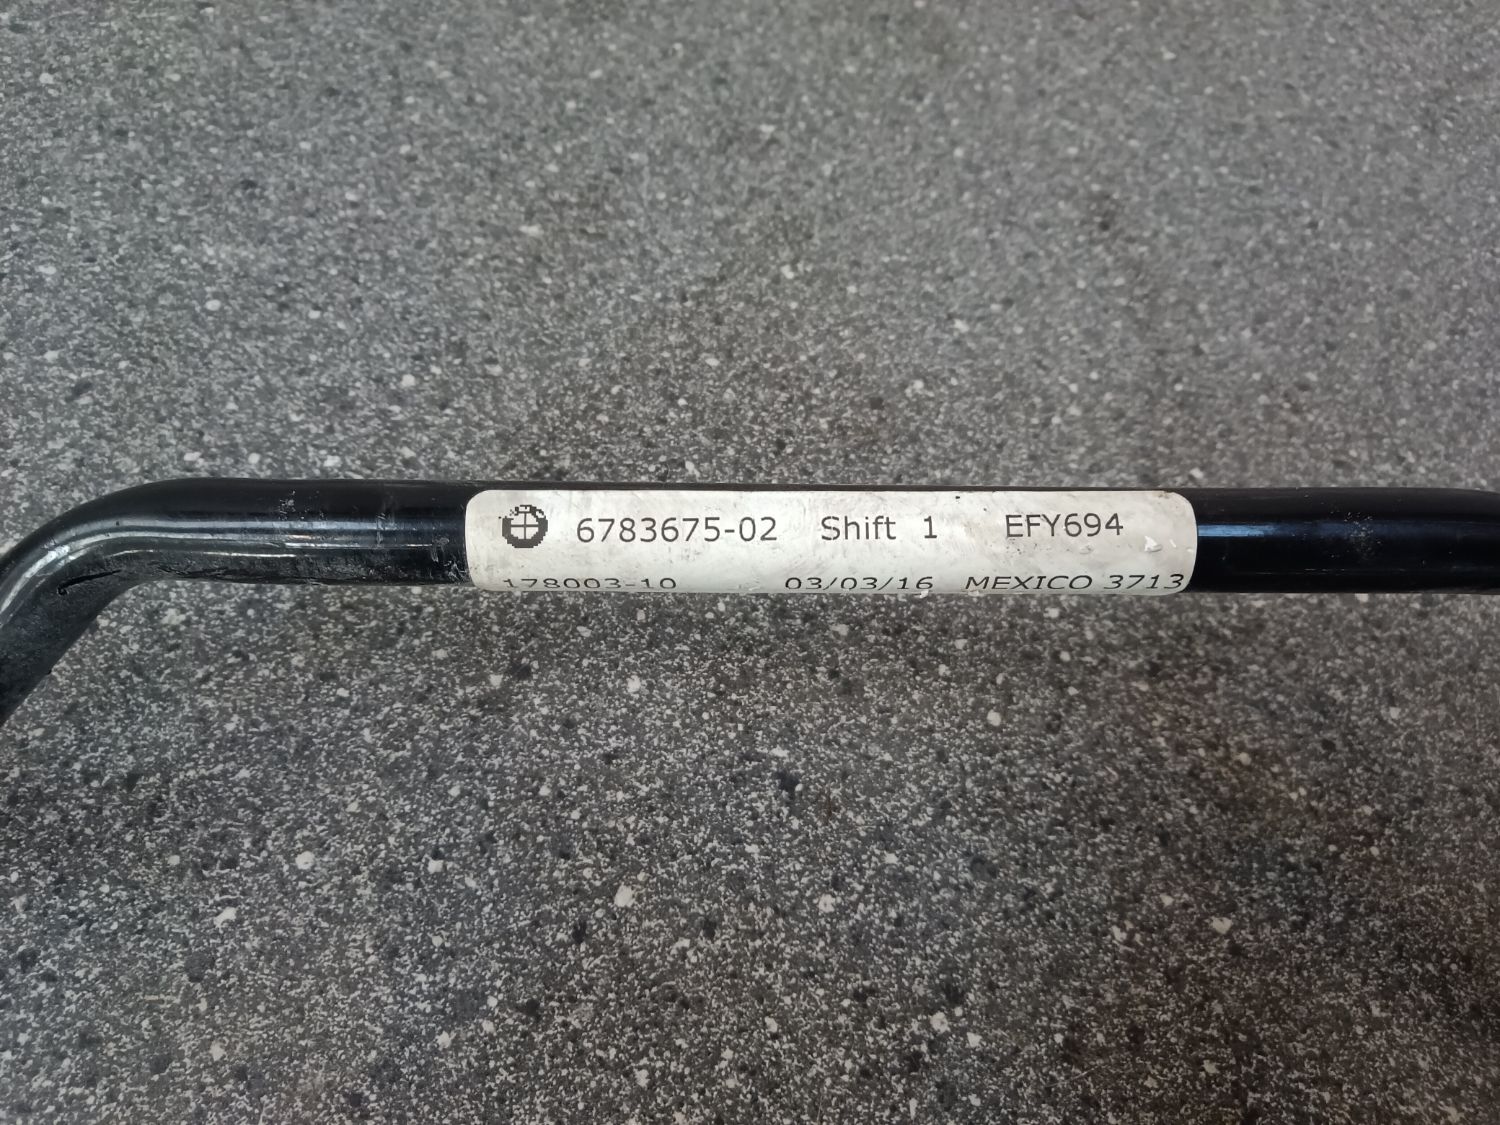 6783675-02 Shift 1 EFY694
178003-10 03/03/16 MEXICO 3713